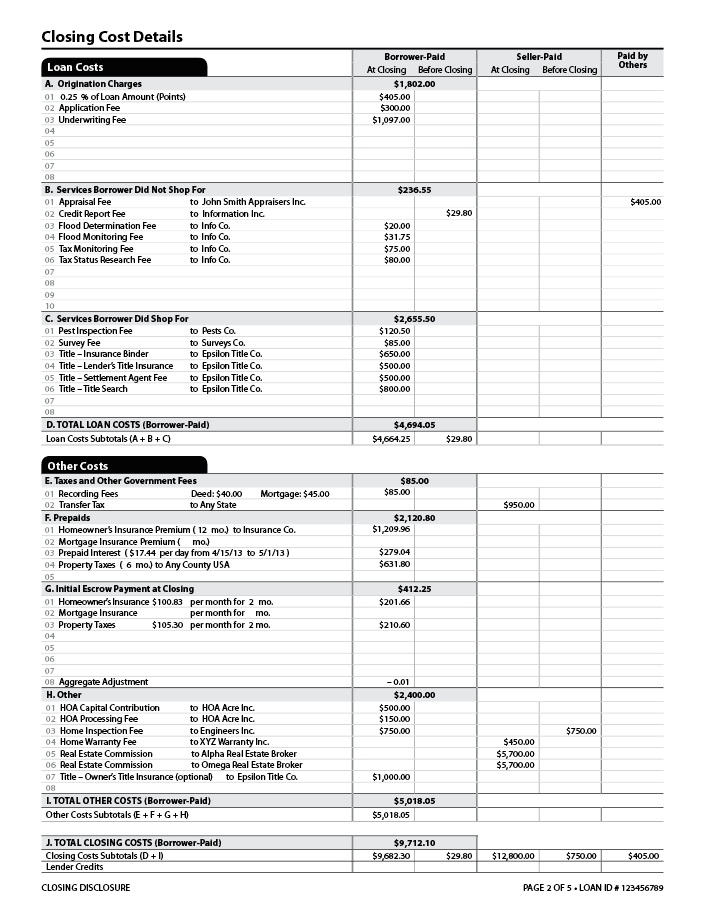 Closing Cost Details
Borrower-Paid Seller-Paid Paid by Others
Loan Costs At Closing Before Closing At Closing Before Closing
A. Origination Charges $1,802.00
01 0.25 % of Loan Amount (Points) $405.00
02 Application Fee $300.00
03 Underwriting Fee $1,097.00
04
05
06
07
08
B. Services Borrower Did Not Shop For $236.55
01 Appraisal Fee to John Smith Appraisers Inc. $405.00
02 Credit Report Fee to Information Inc. $29.80
03 Flood Determination Fee to Info Co. $20.00
04 Flood Monitoring Fee to Info Co. $31.75
05 Tax Monitoring Fee to Info Co. $75.00
06 Tax Status Research Fee to Info Co. $80.00
07
08
09
10
C. Services Borrower Did Shop For $2,655.50
01 Pest Inspection Fee to Pests Co. $120.50
02 Survey Fee to Surveys Co. $85.00
03 Title – Insurance Binder to Epsilon Title Co. $650.00
04 Title – Lender's Title Insurance to Epsilon Title Co. $500.00
05 Title – Settlement Agent Fee to Epsilon Title Co. $500.00
06 Title – Title Search to Epsilon Title Co. $800.00
07
08
D. TOTAL LOAN COSTS (Borrower-Paid) $4,694.05
Loan Costs Subtotals (A + B + C) $4,664.25 $29.80
Other Costs
E. Taxes and Other Government Fees $85.00
01 Recording Fees Deed: $40.00 Mortgage: $45.00 $85.00
02 Transfer Tax to Any State $950.00
F. Prepaids $2,120.80
01 Homeowner's Insurance Premium ( 12 mo.) to Insurance Co. $1,209.96
02 Mortgage Insurance Premium ( mo.)
03 Prepaid Interest ( $17.44 per day from 4/15/13 to 5/1/13 ) $279.04
04 Property Taxes ( 6 mo.) to Any County USA $631.80
05
G. Initial Escrow Payment at Closing $412.25
01 Homeowner's Insurance $100.83 per month for 2 mo. $201.66
02 Mortgage Insurance per month for mo.
03 Property Taxes $105.30 per month for 2 mo. $210.60
04
05
06
07
08 Aggregate Adjustment – 0.01
H. Other $2,400.00
01 HOA Capital Contribution to HOA Acre Inc. $500.00
02 HOA Processing Fee to HOA Acre Inc. $150.00
03 Home Inspection Fee to Engineers Inc. $750.00 $750.00
04 Home Warranty Fee to XYZ Warranty Inc. $450.00
05 Real Estate Commission to Alpha Real Estate Broker $5,700.00
06 Real Estate Commission to Omega Real Estate Broker $5,700.00
07 Title – Owner's Title Insurance (optional) to Epsilon Title Co. $1,000.00
08
I. TOTAL OTHER COSTS (Borrower-Paid) $5,018.05
Other Costs Subtotals (E + F + G + H) $5,018.05
J. TOTAL CLOSING COSTS (Borrower-Paid) $9,712.10
Closing Costs Subtotals (D + I) $9,682.30 $29.80 $12,800.00 $750.00 $405.00
Lender Credits
CLOSING DISCLOSURE PAGE 2 OF 5 • LOAN ID # 123456789